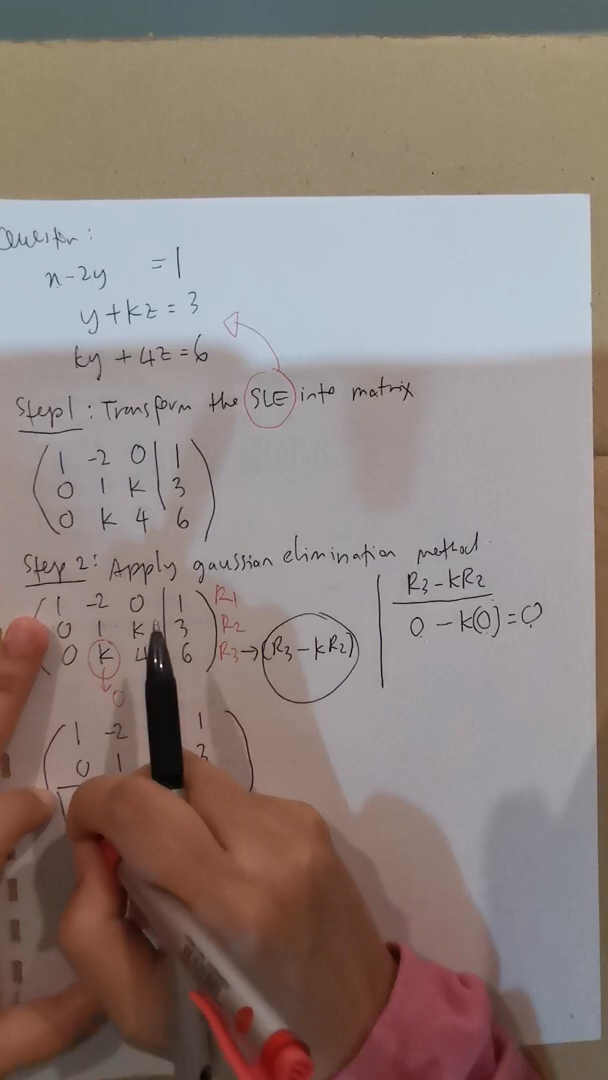 Question:
x-2y = 1
y+kz = 3
ky + 4z = 6
Step 1: Transform the SLE into matrix
1 -2 0 | 1
0 1 k | 3
0 k 4 | 6
Step 2: Apply gaussian elimination method.
1 -2 0 | 1 R1
0 1 k | 3 R2
0 k 4 6 R3→(R3-kR2)
0
R3-kR2
0 - k(0) = 0
1 -2 1
0 1 3